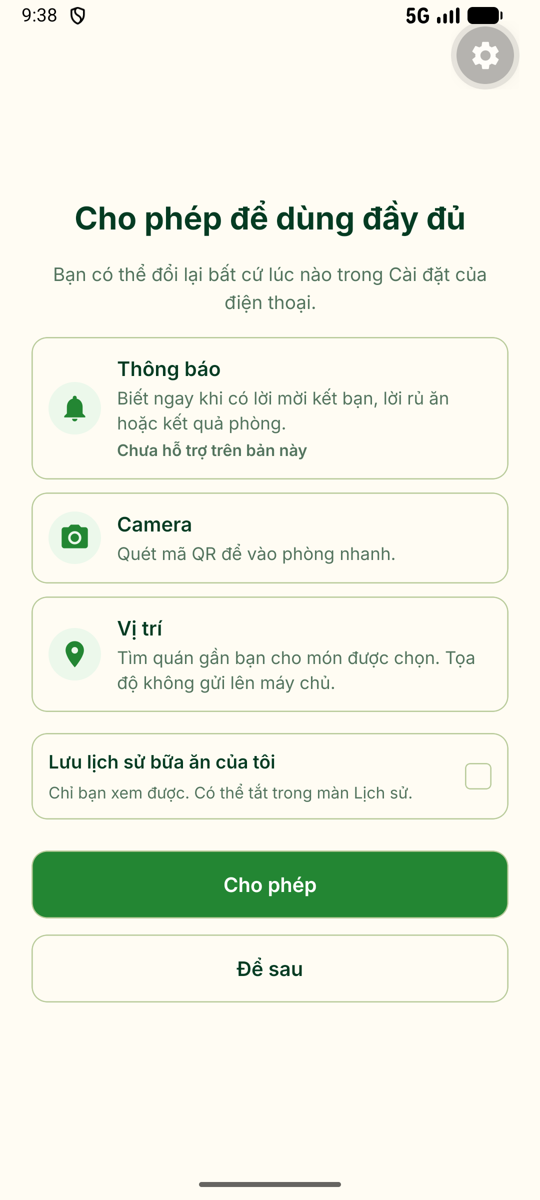 9:38
5G
Cho phép để dùng đầy đủ
Bạn có thể đổi lại bất cứ lúc nào trong Cài đặt của
điện thoại.
Thông báo
Biết ngay khi có lời mời kết bạn, lời rủ ăn
hoặc kết quả phòng.
Chưa hỗ trợ trên bản này
Camera
Quét mã QR để vào phòng nhanh.
Vị trí
Tìm quán gần bạn cho món được chọn. Tọa
độ không gửi lên máy chủ.
Lưu lịch sử bữa ăn của tôi
Chỉ bạn xem được. Có thể tắt trong màn Lịch sử.
Cho phép
Để sau